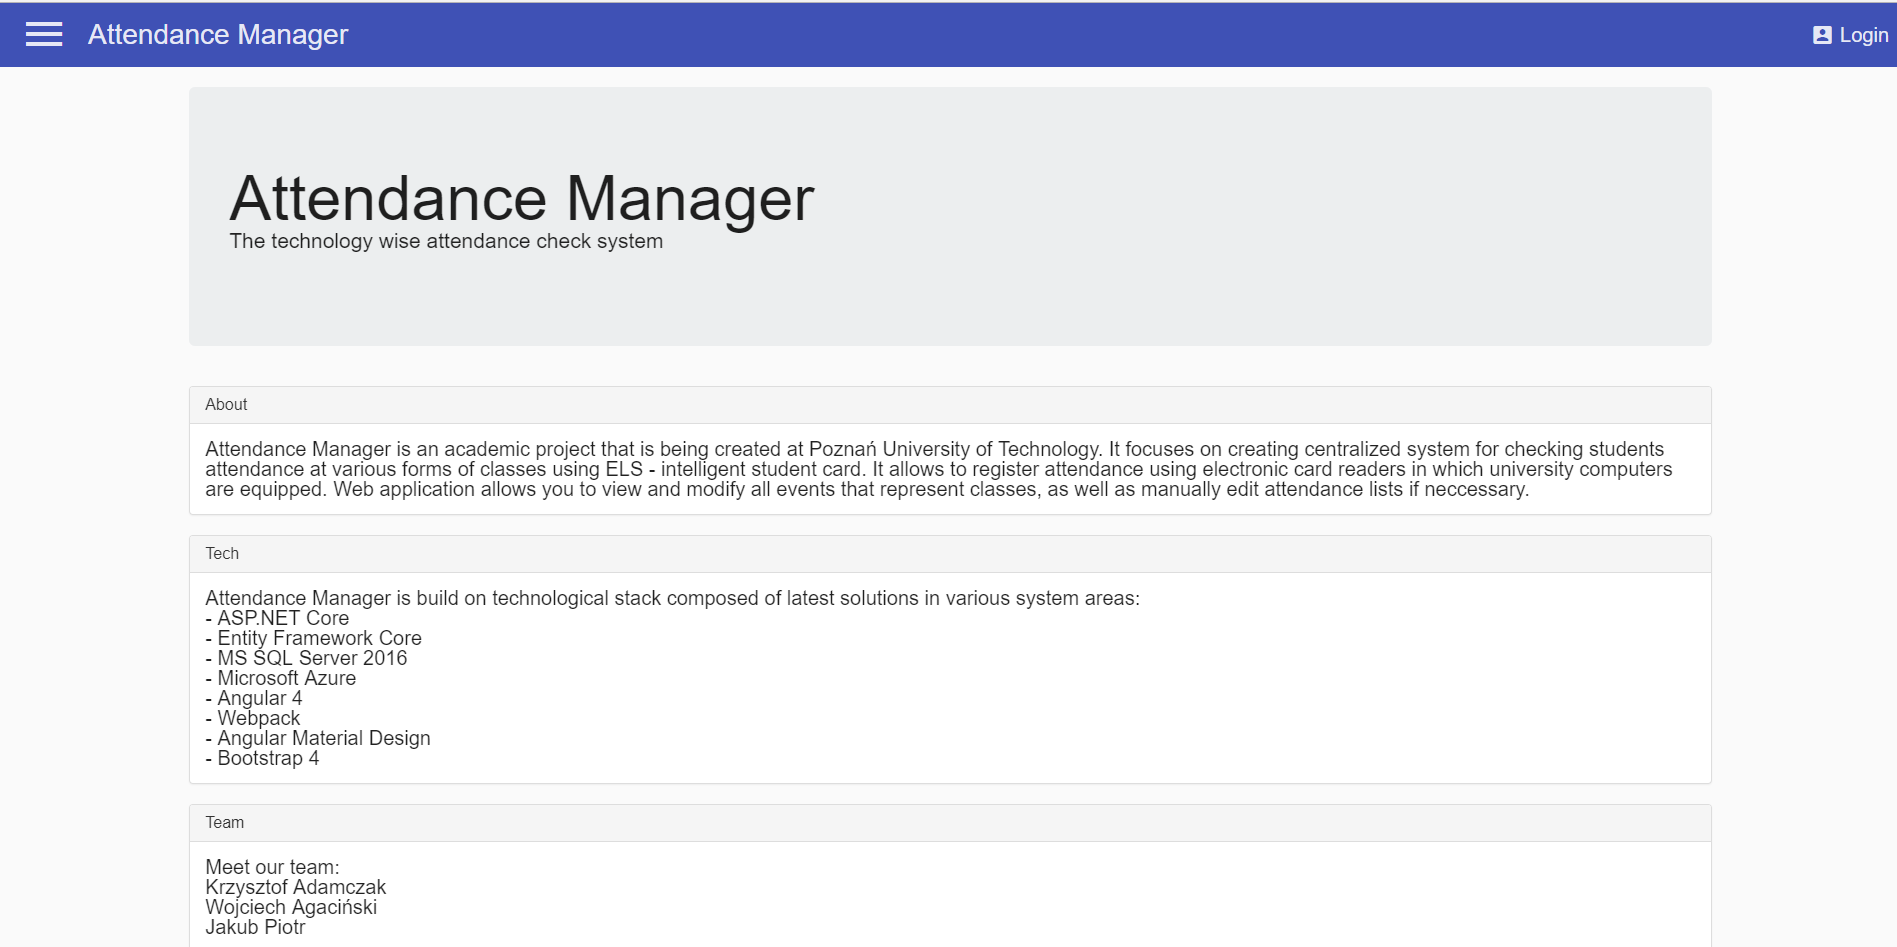 Attendance Manager
Login
Attendance Manager
The technology wise attendance check system
About
Attendance Manager is an academic project that is being created at Poznań University of Technology. It focuses on creating centralized system for checking students
attendance at various forms of classes using ELS - intelligent student card. It allows to register attendance using electronic card readers in which university computers
are equipped. Web application allows you to view and modify all events that represent classes, as well as manually edit attendance lists if neccessary.
Tech
Attendance Manager is build on technological stack composed of latest solutions in various system areas:
- ASP.NET Core
- Entity Framework Core
- MS SQL Server 2016
- Microsoft Azure
- Angular 4
- Webpack
- Angular Material Design
- Bootstrap 4
Team
Meet our team:
Krzysztof Adamczak
Wojciech Agaciński
Jakub Piotr